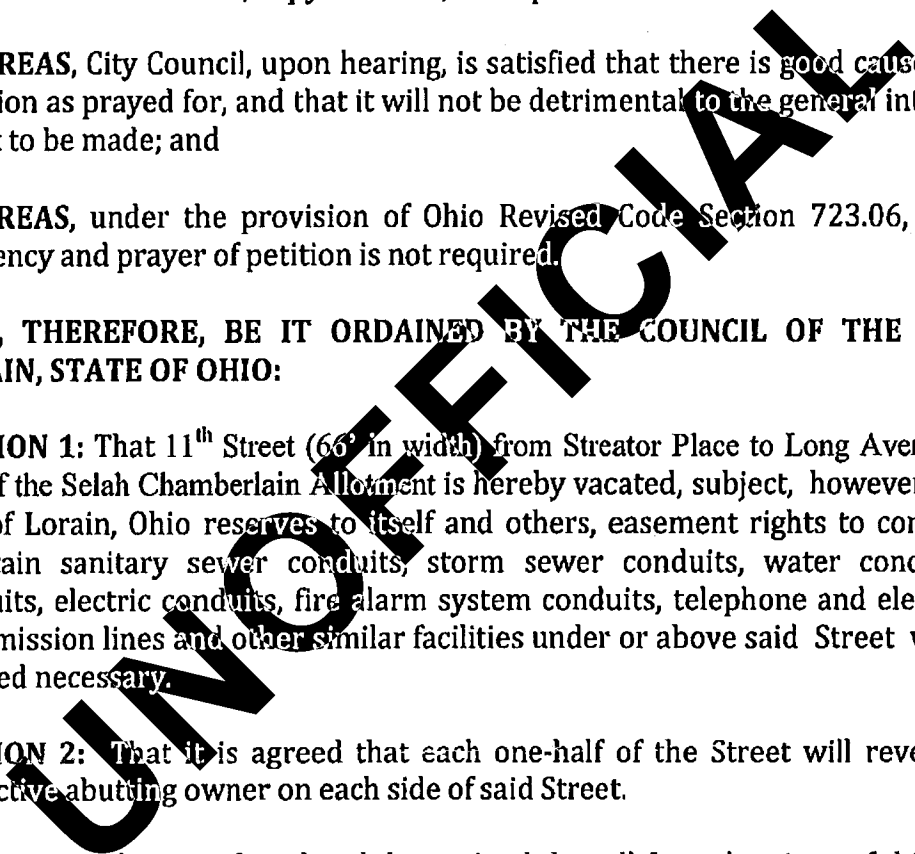 REAS, City Council, upon hearing, is satisfied that there is good caus
ion as prayed for, and that it will not be detrimental to the general int
to be made; and
REAS, under the provision of Ohio Revised Code Section 723.06,
ency and prayer of petition is not required.
, THEREFORE, BE IT ORDAINED BY THE COUNCIL OF THE
AIN, STATE OF OHIO:
ION 1: That 11th Street (66' in width) from Streator Place to Long Aven
f the Selah Chamberlain Allotment is hereby vacated, subject, however
of Lorain, Ohio reserves to itself and others, easement rights to con
tain sanitary sewer conduits, storm sewer conduits, water cond
uits, electric conduits, fire alarm system conduits, telephone and ele
mission lines and other similar facilities under or above said Street w
ed necessary.
ION 2: That it is agreed that each one-half of the Street will reve
ctive abutting owner on each side of said Street.
UNOFFICIAL